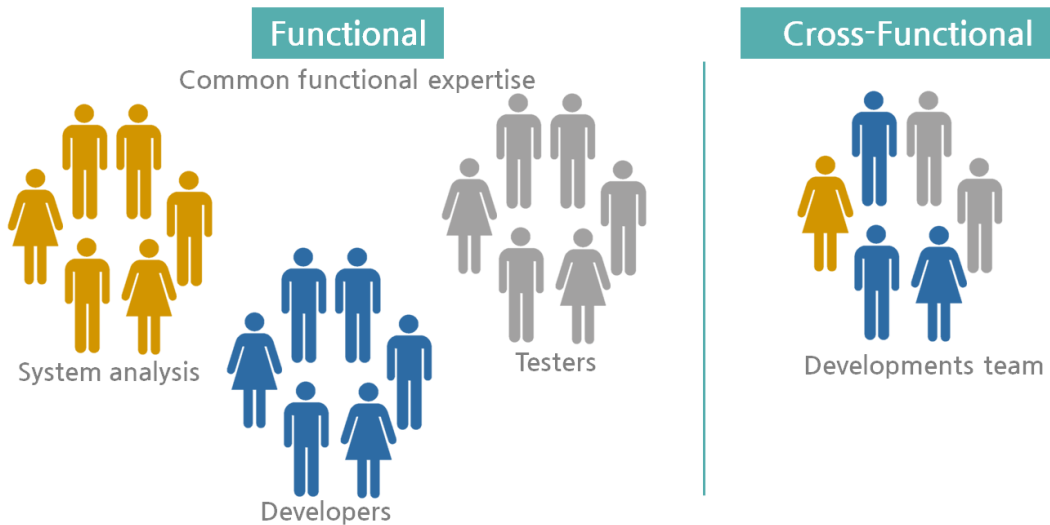 Functional
Common functional expertise
System analysis
Developers
Testers
Cross-Functional
Developments team